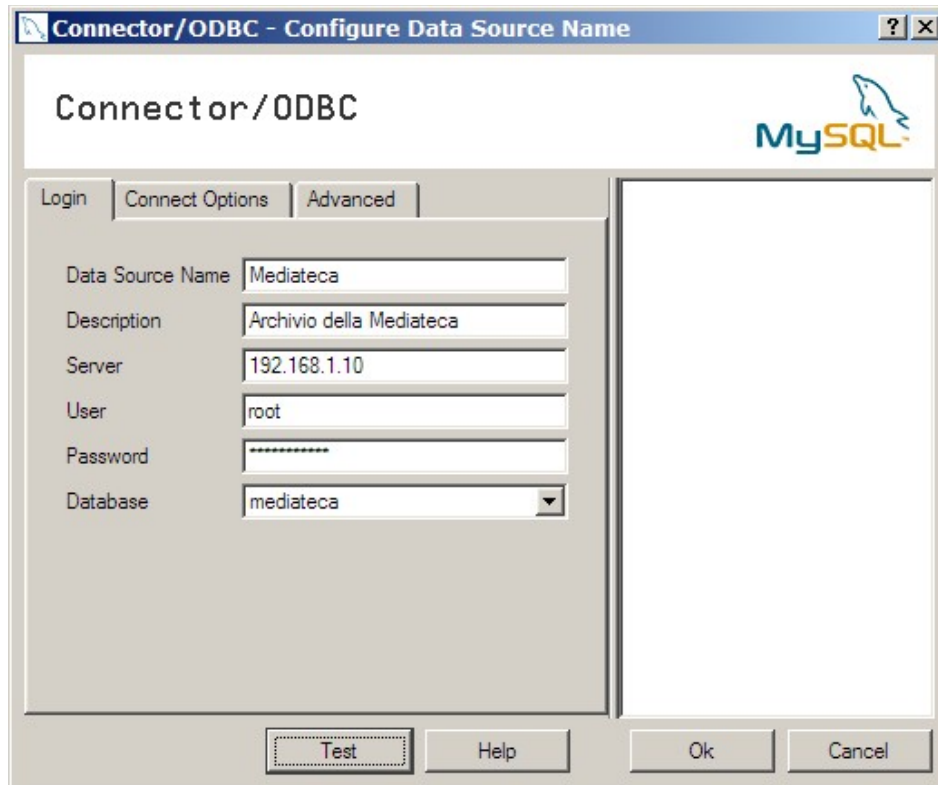 Connector/ODBC - Configure Data Source Name
Connector/ODBC
MySQL
Login Connect Options Advanced
Data Source Name Mediateca
Description Archivio della Mediateca
Server 192.168.1.10
User root
Password ***********
Database mediateca
Test Help Ok Cancel